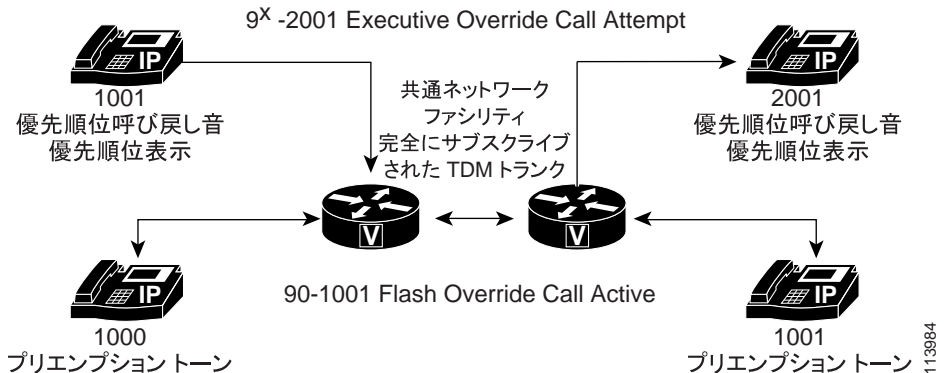 9X -2001 Executive Override Call Attempt
IP
1001
優先順位呼び戻し音
優先順位表示
共通ネットワーク
ファシリティ
完全にサブスクライブ
された TDM トランク
IP
2001
優先順位呼び戻し音
優先順位表示
V
V
90-1001 Flash Override Call Active
IP
1000
プリエンプション トーン
IP
1001
プリエンプション トーン
113984